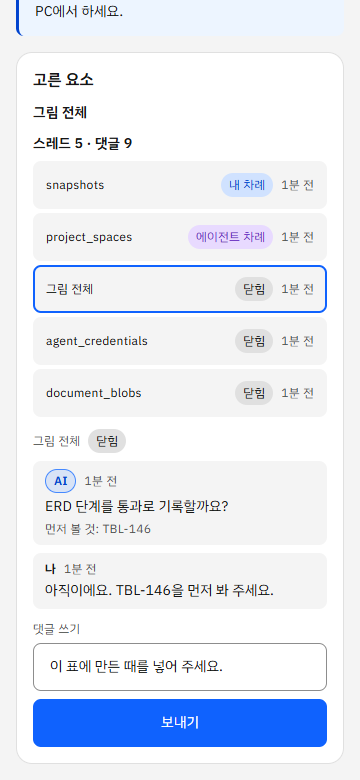 PC에서 하세요.
고른 요소
그림 전체
스레드 5 · 댓글 9
snapshots 내 차례 1분 전
project_spaces 에이전트 차례 1분 전
그림 전체 닫힘 1분 전
agent_credentials 닫힘 1분 전
document_blobs 닫힘 1분 전
그림 전체 닫힘
AI 1분 전
ERD 단계를 통과로 기록할까요?
먼저 볼 것: TBL-146
나 1분 전
아직이에요. TBL-146을 먼저 봐 주세요.
댓글 쓰기
이 표에 만든 때를 넣어 주세요.
보내기